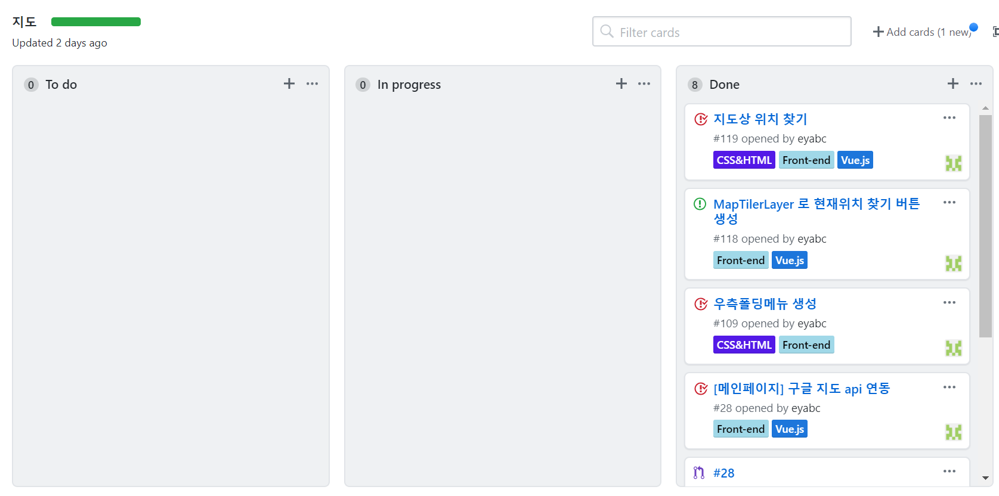 지도
Updated 2 days ago
Filter cards
Add cards (1 new)
0 To do
0 In progress
8 Done
지도상 위치 찾기
#119 opened by eyabc
CSS&HTML Front-end Vue.js
MapTilerLayer 로 현재위치 찾기 버튼
생성
#118 opened by eyabc
Front-end Vue.js
우측폴딩메뉴 생성
#109 opened by eyabc
CSS&HTML Front-end
[메인페이지] 구글 지도 api 연동
#28 opened by eyabc
Front-end Vue.js
#28